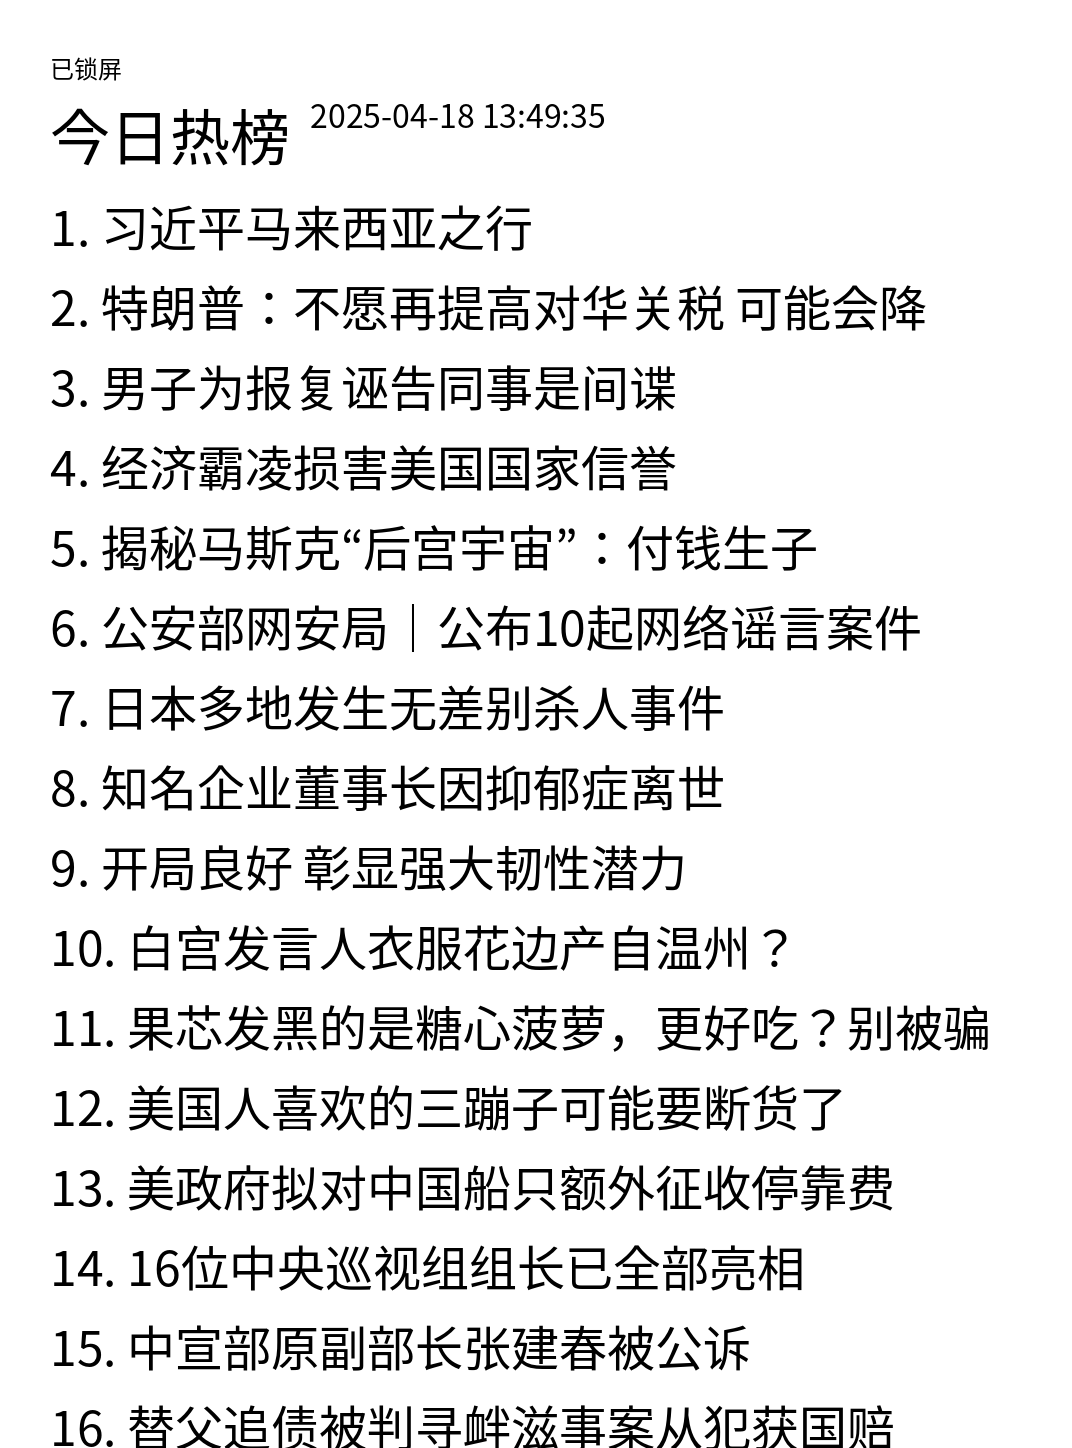 已锁屏
今日热榜 2025-04-18 13:49:35
1. 习近平马来西亚之行
2. 特朗普：不愿再提高对华关税 可能会降
3. 男子为报复诬告同事是间谍
4. 经济霸凌损害美国国家信誉
5. 揭秘马斯克“后宫宇宙”：付钱生子
6. 公安部网安局｜公布10起网络谣言案件
7. 日本多地发生无差别杀人事件
8. 知名企业董事长因抑郁症离世
9. 开局良好 彰显强大韧性潜力
10. 白宫发言人衣服花边产自温州？
11. 果芯发黑的是糖心菠萝，更好吃？别被骗
12. 美国人喜欢的三蹦子可能要断货了
13. 美政府拟对中国船只额外征收停靠费
14. 16位中央巡视组组长已全部亮相
15. 中宣部原副部长张建春被公诉
16. 替父追债被判寻衅滋事案从犯获国赔